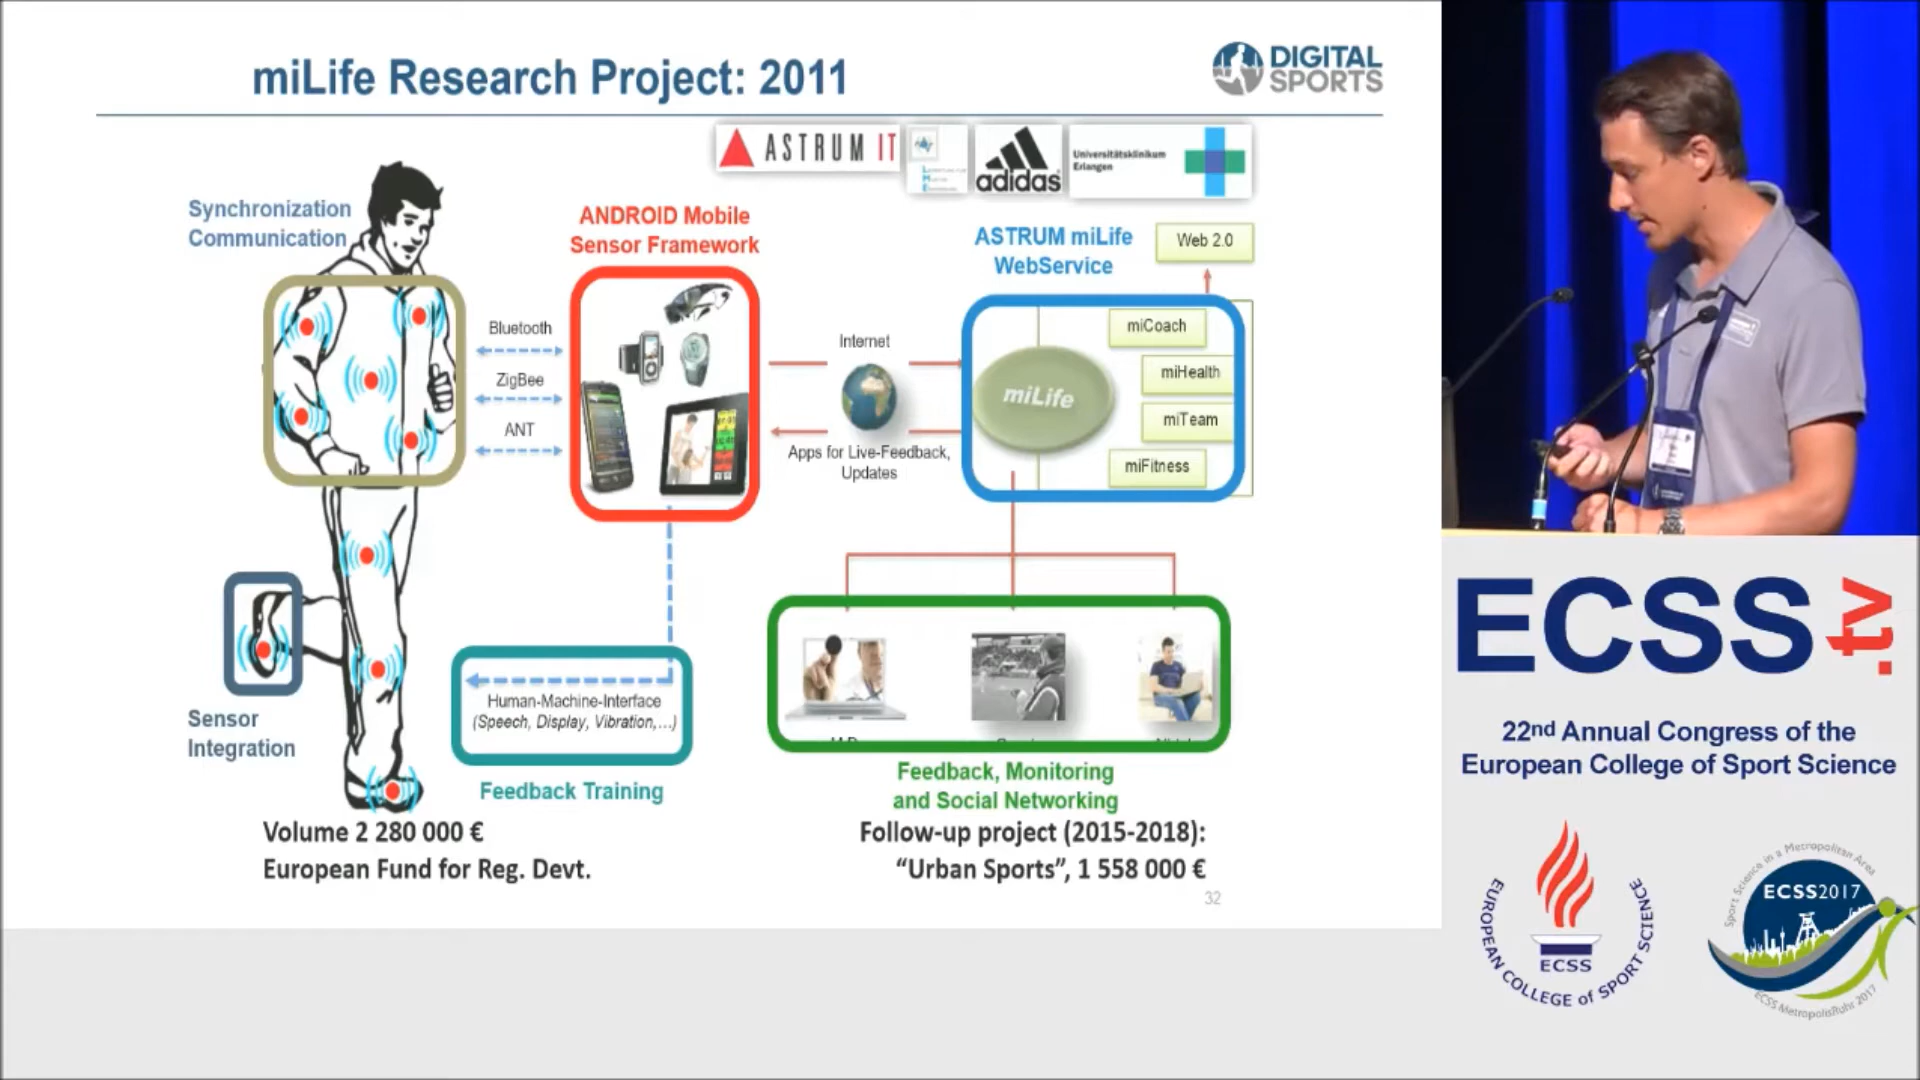 miLife Research Project: 2011
DIGITAL
SPORTS
ASTRUM IT
adidas
Universitätsklinikum
Erlangen
Synchronization
Communication
ANDROID Mobile
Sensor Framework
ASTRUM miLife
WebService
Web 2.0
Bluetooth
ZigBee
ANT
Internet
Apps for Live-Feedback,
Updates
miLife
miCoach
miHealth
miTeam
miFitness
Sensor
Integration
Human-Machine-Interface
(Speech, Display, Vibration,...)
Feedback Training
Feedback, Monitoring
and Social Networking
Volume 2 280 000 €
European Fund for Reg. Devt.
Follow-up project (2015-2018):
“Urban Sports”, 1 558 000 €
32
ECSS.tv
22nd Annual Congress of the
European College of Sport Science
EUROPEAN COLLEGE of SPORT SCIENCE
ECSS
Sport Science in a Metropolitan Area
ECSS2017
ECSS MetropolisRuhr 2017